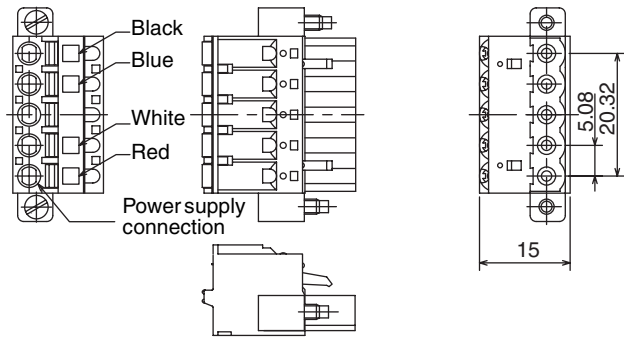 Black
Blue
White
Red
Power supply
connection
5.08
20.32
15